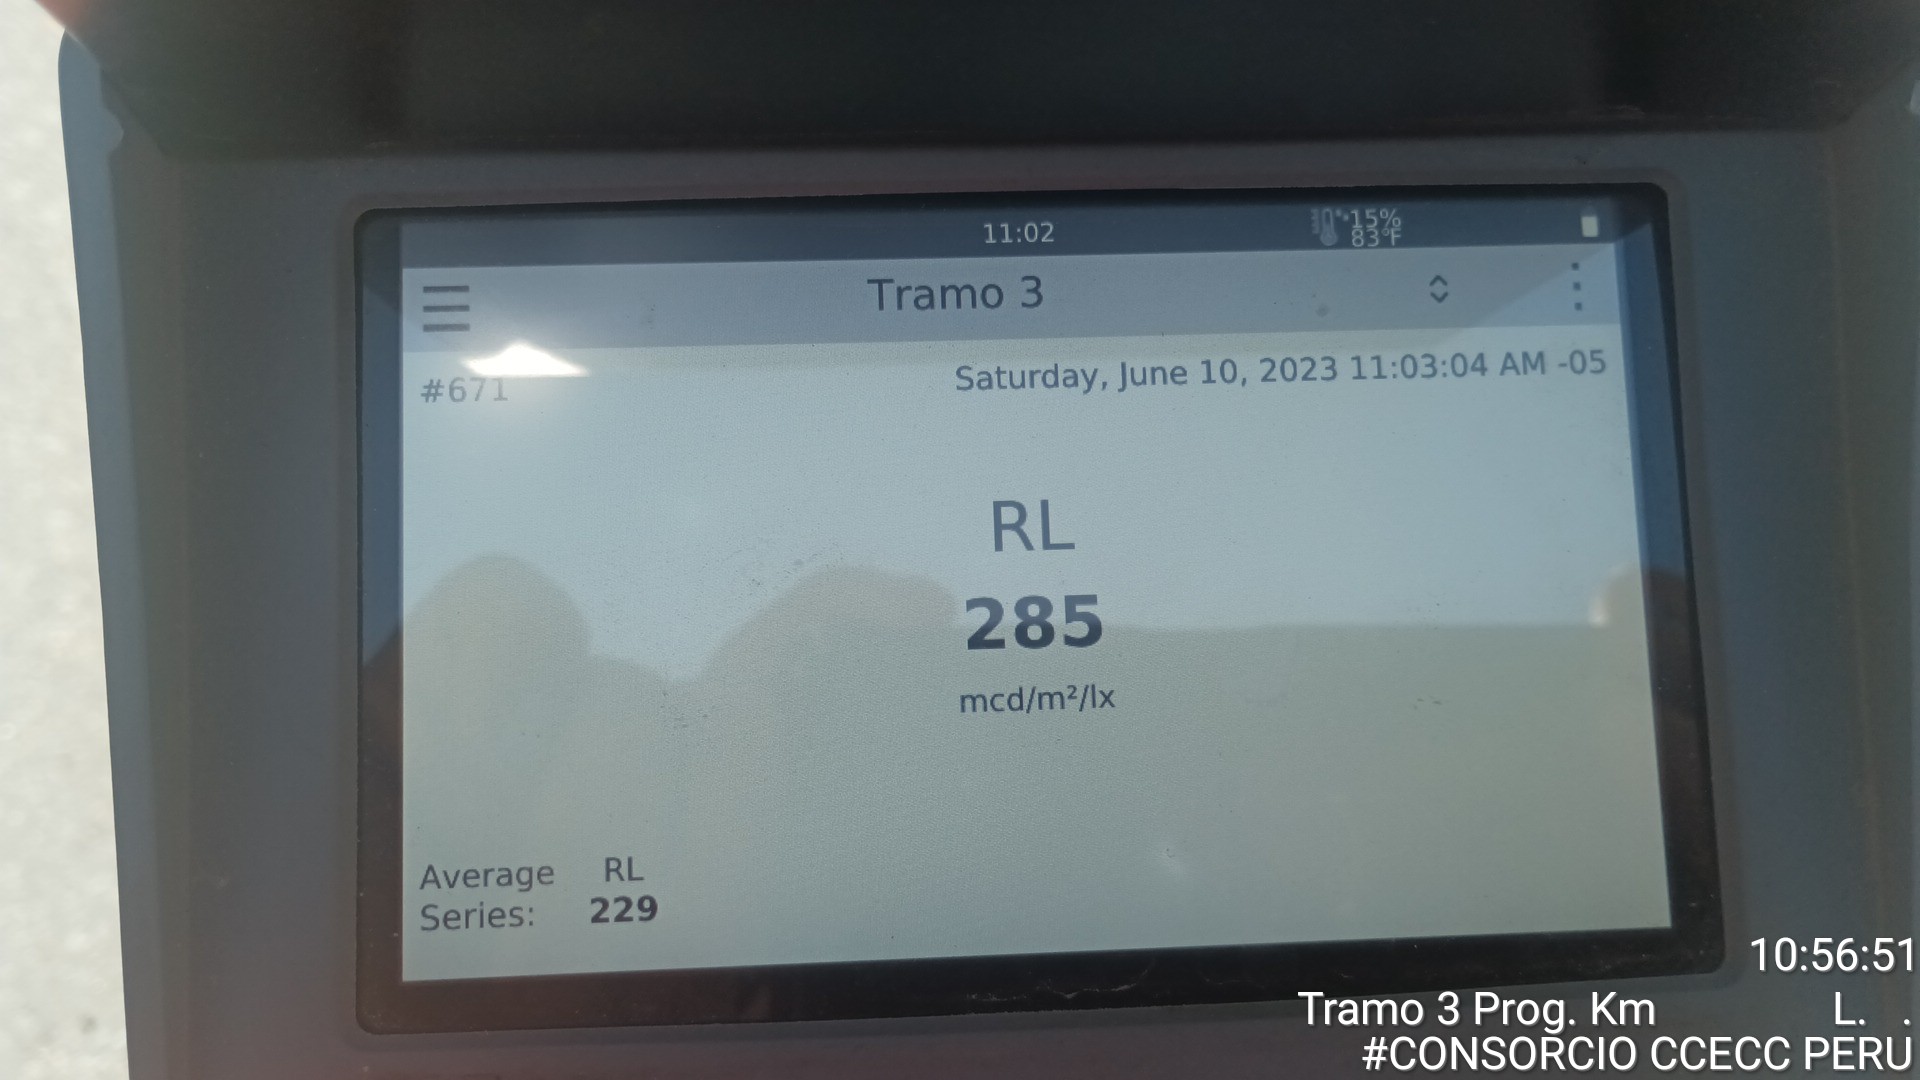 11:02
15%
83°F
Tramo 3
#671
Saturday, June 10, 2023 11:03:04 AM -05
RL
285
mcd/m²/lx
Average RL
Series: 229
10:56:51
Tramo 3 Prog. Km L. .
#CONSORCIO CCECC PERU